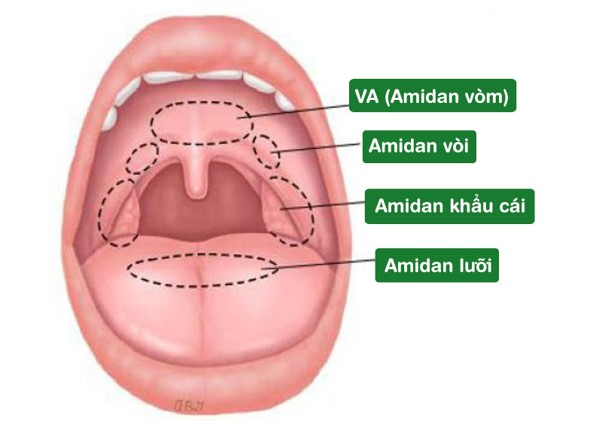 VA (Amidan vòm)
Amidan vòi
Amidan khẩu cái
Amidan lưỡi